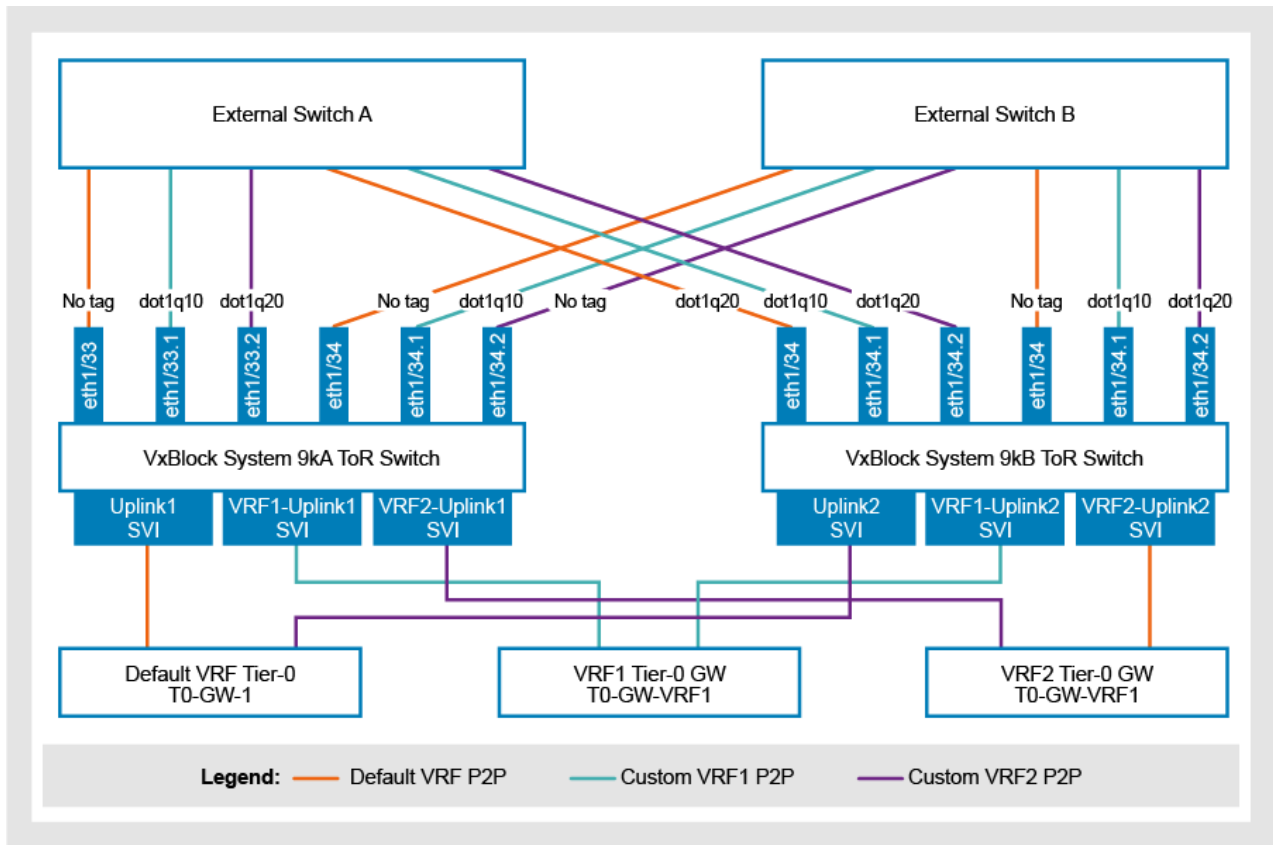 External Switch A
External Switch B
No tag
dot1q10
dot1q20
No tag
dot1q10
No tag
dot1q20
dot1q10
dot1q20
No tag
dot1q10
dot1q20
eth1/33
eth1/33.1
eth1/33.2
eth1/34
eth1/34.1
eth1/34.2
eth1/34
eth1/34.1
eth1/34.2
eth1/34
eth1/34.1
eth1/34.2
VxBlock System 9kA ToR Switch
VxBlock System 9kB ToR Switch
Uplink1
SVI
VRF1-Uplink1
SVI
VRF2-Uplink1
SVI
Uplink2
SVI
VRF1-Uplink2
SVI
VRF2-Uplink2
SVI
Default VRF Tier-0
T0-GW-1
VRF1 Tier-0 GW
T0-GW-VRF1
VRF2 Tier-0 GW
T0-GW-VRF1
Legend:
Default VRF P2P
Custom VRF1 P2P
Custom VRF2 P2P